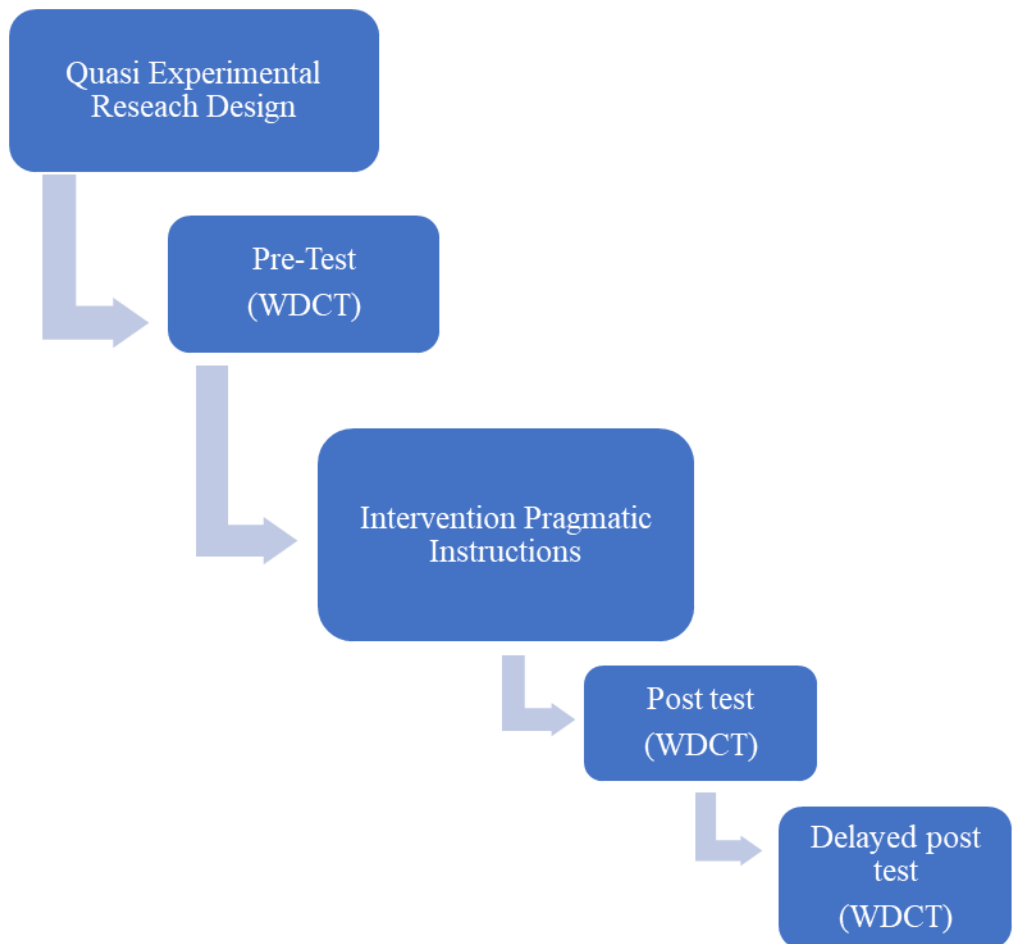 Quasi Experimental
Reseach Design
Pre-Test
(WDCT)
Intervention Pragmatic
Instructions
Post test
(WDCT)
Delayed post
test
(WDCT)